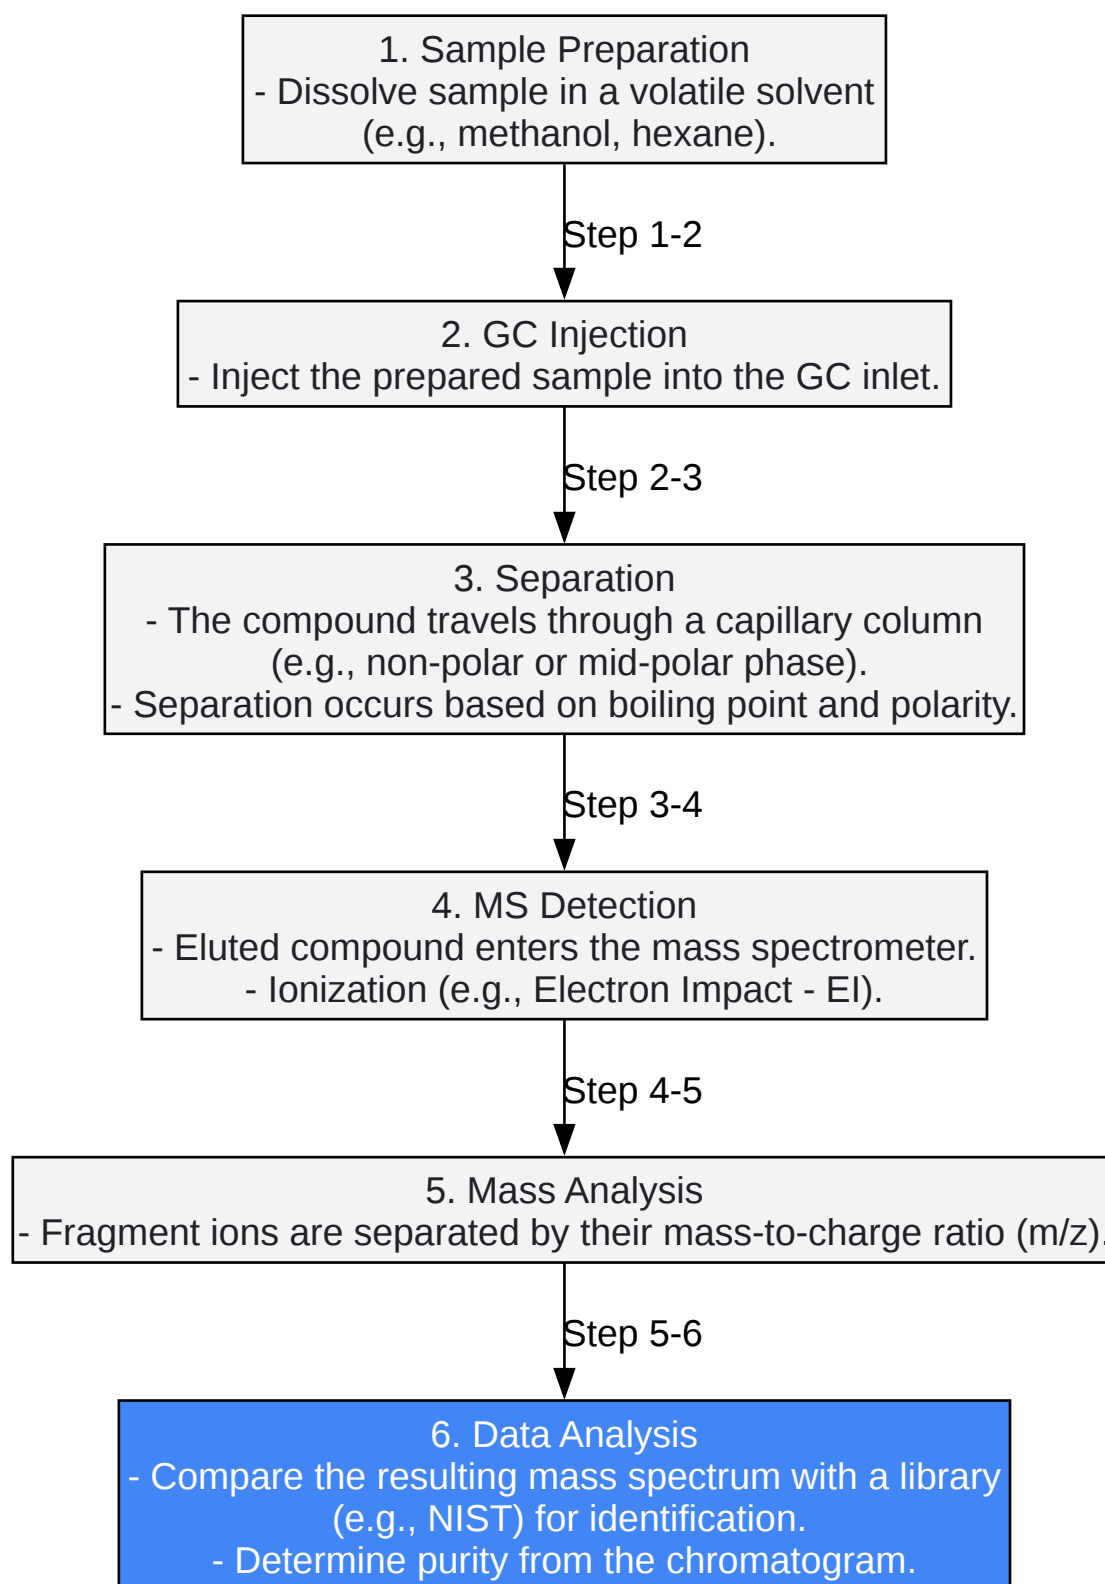 1. Sample Preparation
- Dissolve sample in a volatile solvent
(e.g., methanol, hexane).
Step 1-2
2. GC Injection
- Inject the prepared sample into the GC inlet.
Step 2-3
3. Separation
- The compound travels through a capillary column
(e.g., non-polar or mid-polar phase).
- Separation occurs based on boiling point and polarity.
Step 3-4
4. MS Detection
- Eluted compound enters the mass spectrometer.
- Ionization (e.g., Electron Impact - EI).
Step 4-5
5. Mass Analysis
- Fragment ions are separated by their mass-to-charge ratio (m/z).
Step 5-6
6. Data Analysis
- Compare the resulting mass spectrum with a library
(e.g., NIST) for identification.
- Determine purity from the chromatogram.